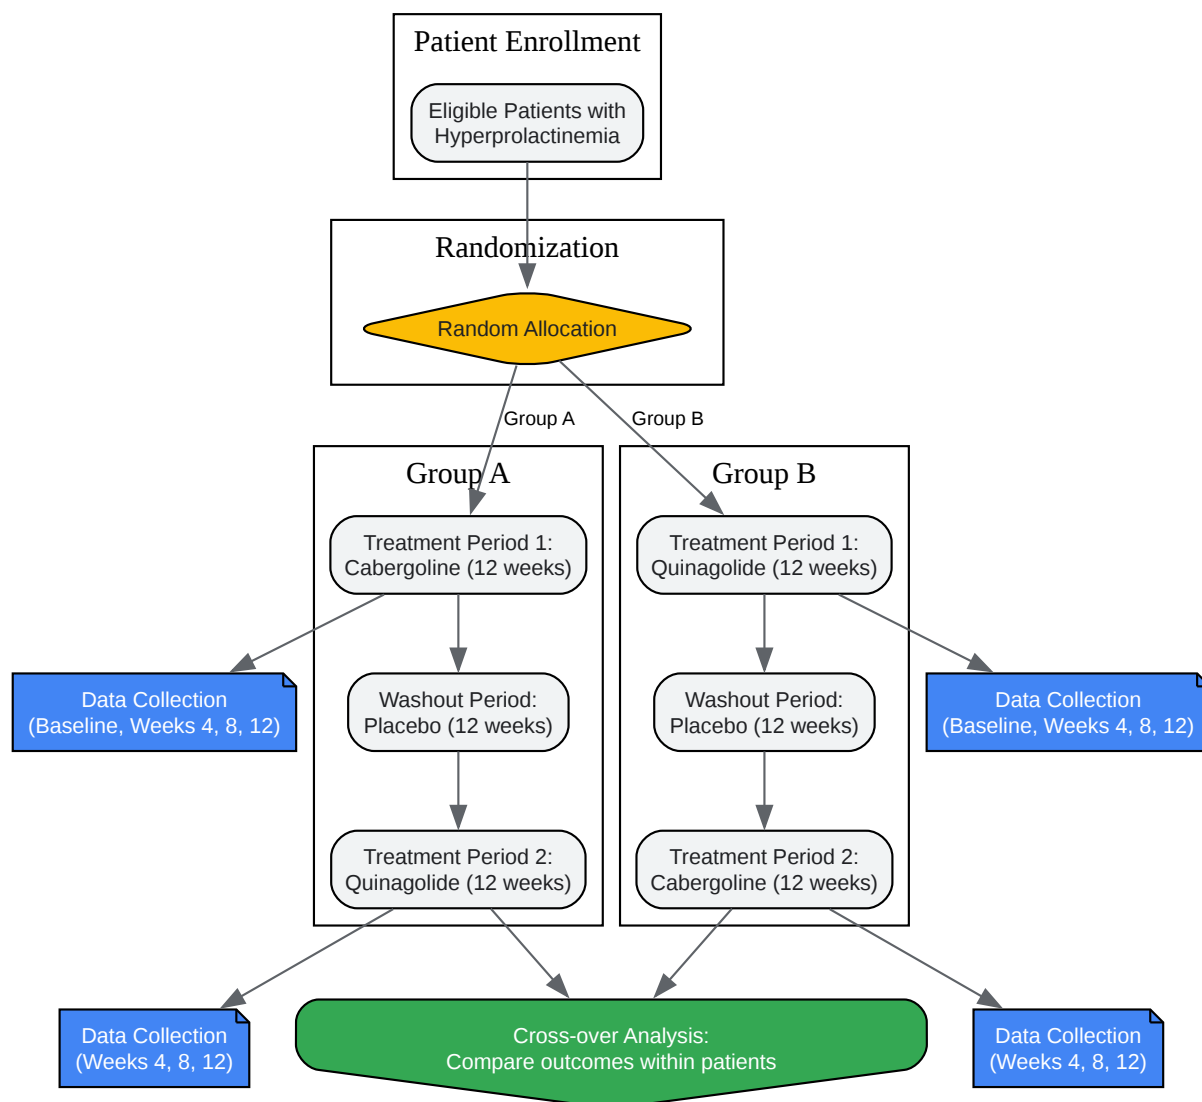 Patient Enrollment
Eligible Patients with
Hyperprolactinemia
Randomization
Random Allocation
Group A
Group B
Group A
Group B
Treatment Period 1:
Cabergoline (12 weeks)
Treatment Period 1:
Quinagolide (12 weeks)
Data Collection
(Baseline, Weeks 4, 8, 12)
Washout Period:
Placebo (12 weeks)
Washout Period:
Placebo (12 weeks)
Data Collection
(Baseline, Weeks 4, 8, 12)
Treatment Period 2:
Quinagolide (12 weeks)
Treatment Period 2:
Cabergoline (12 weeks)
Data Collection
(Weeks 4, 8, 12)
Cross-over Analysis:
Compare outcomes within patients
Data Collection
(Weeks 4, 8, 12)